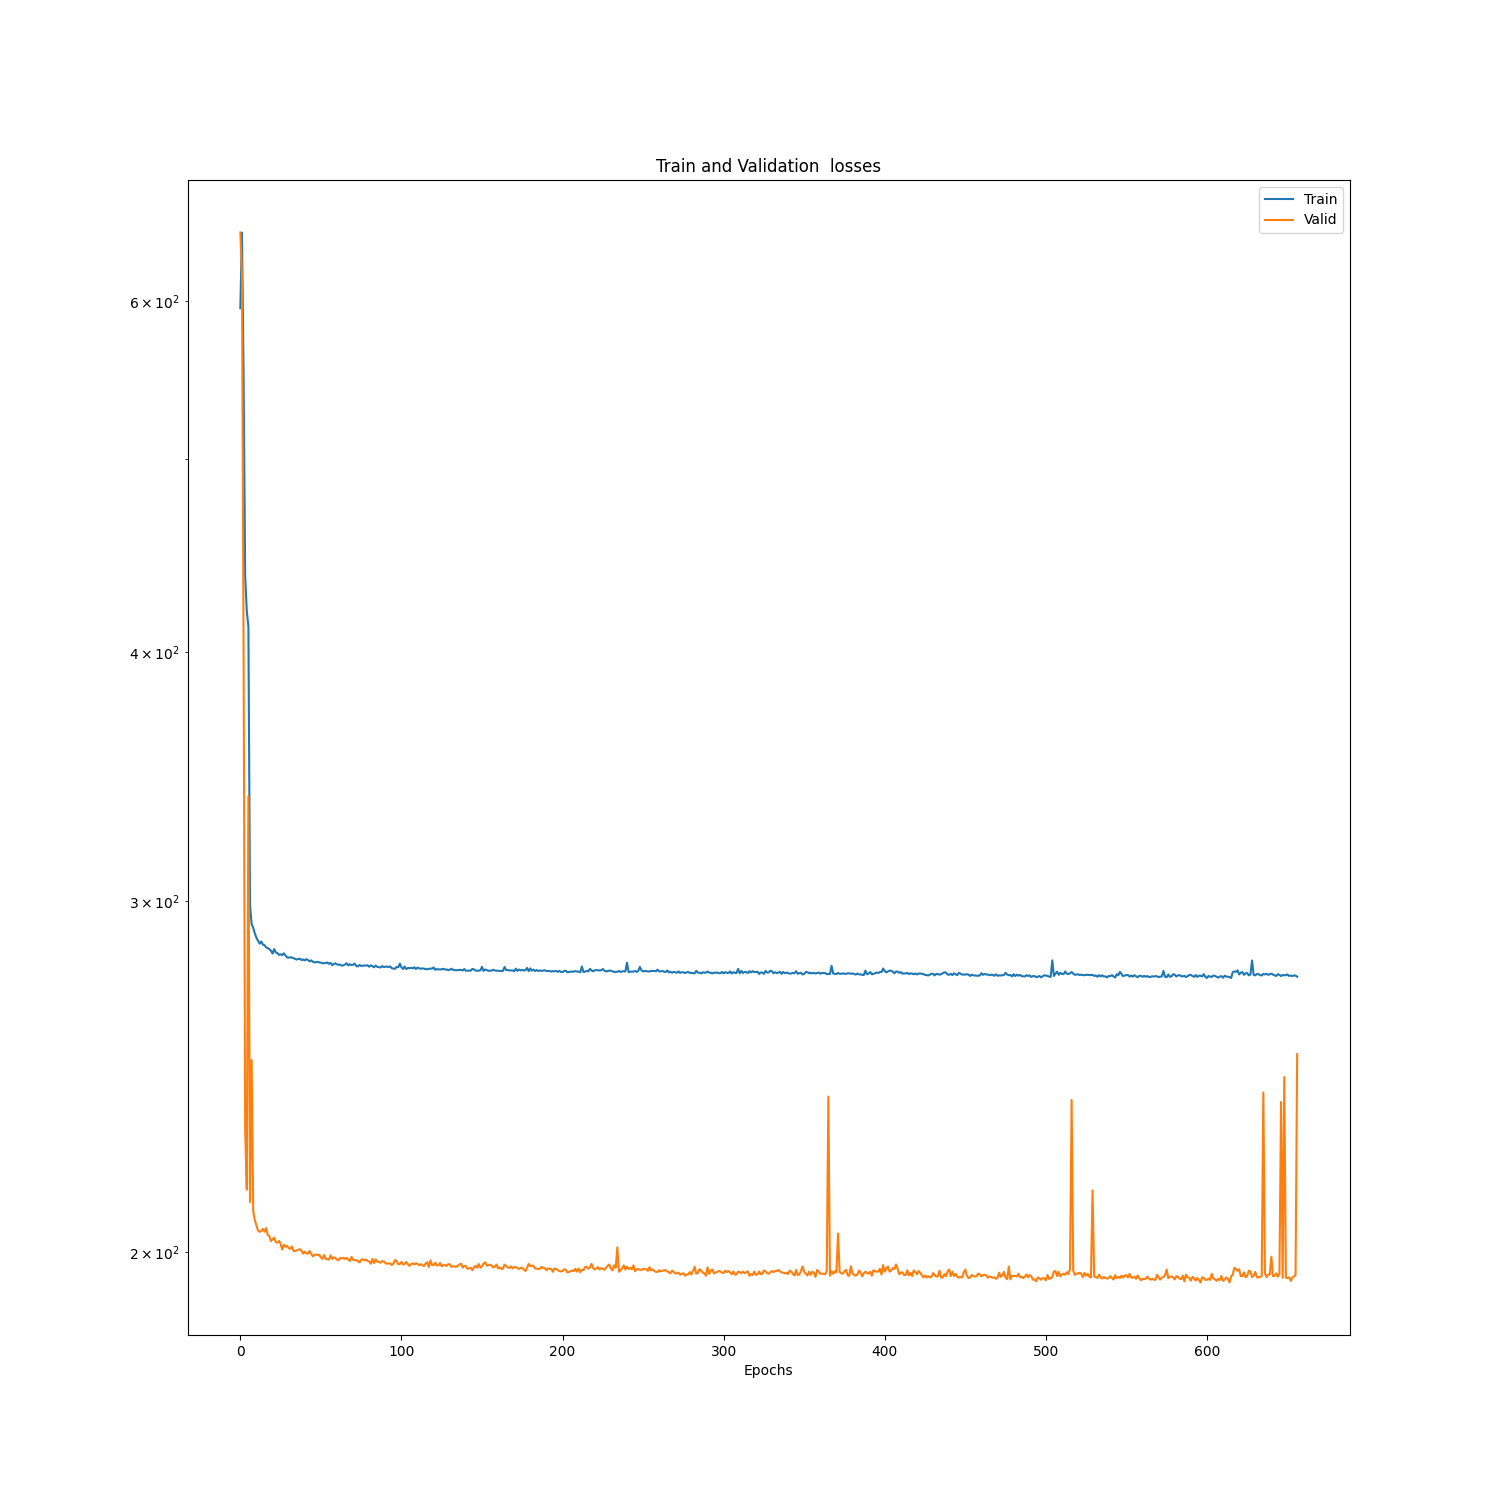 Train and Validation  losses
Train
Valid
6 × 10²
4 × 10²
3 × 10²
2 × 10²
0 100 200 300 400 500 600
Epochs